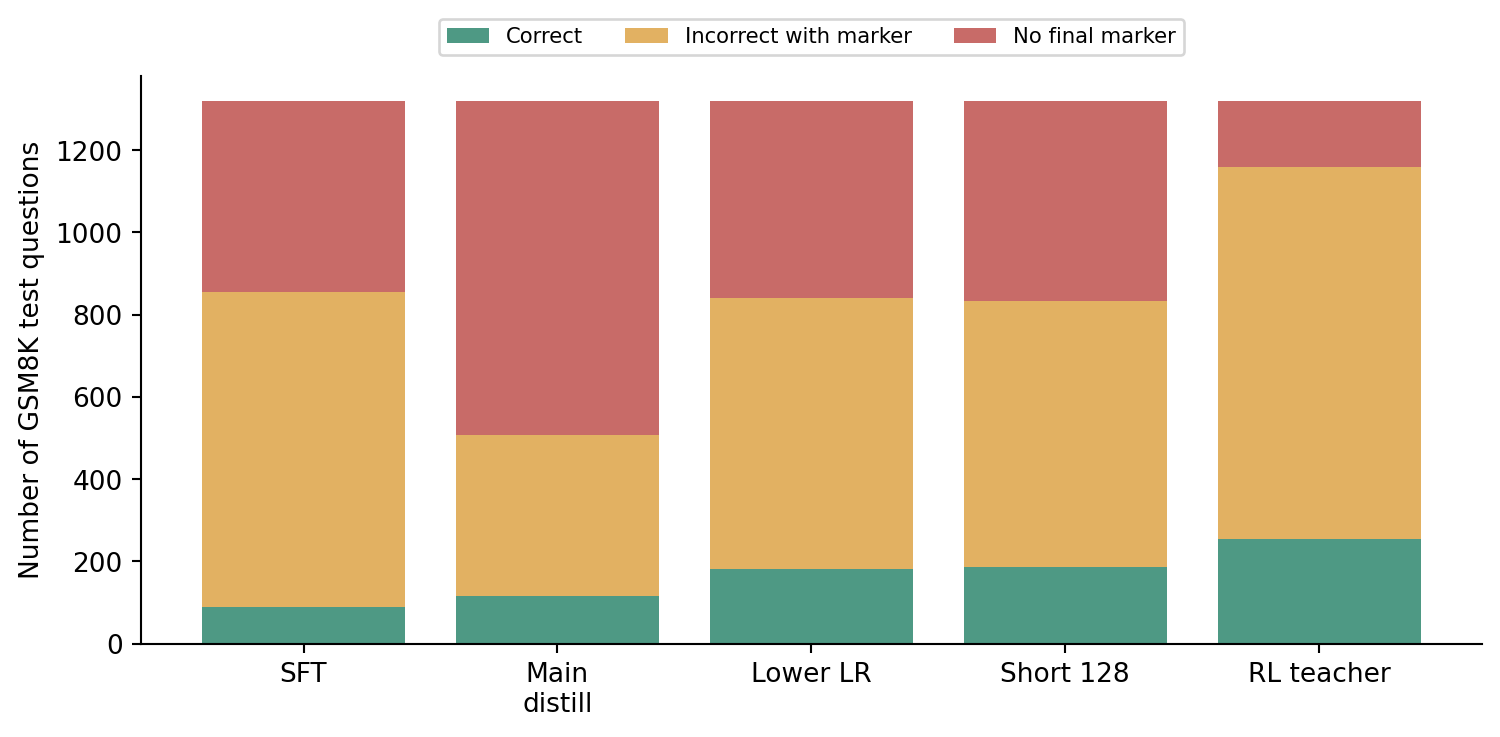 Correct
Incorrect with marker
No final marker
Number of GSM8K test questions
1200
1000
800
600
400
200
0
SFT
Main
distill
Lower LR
Short 128
RL teacher